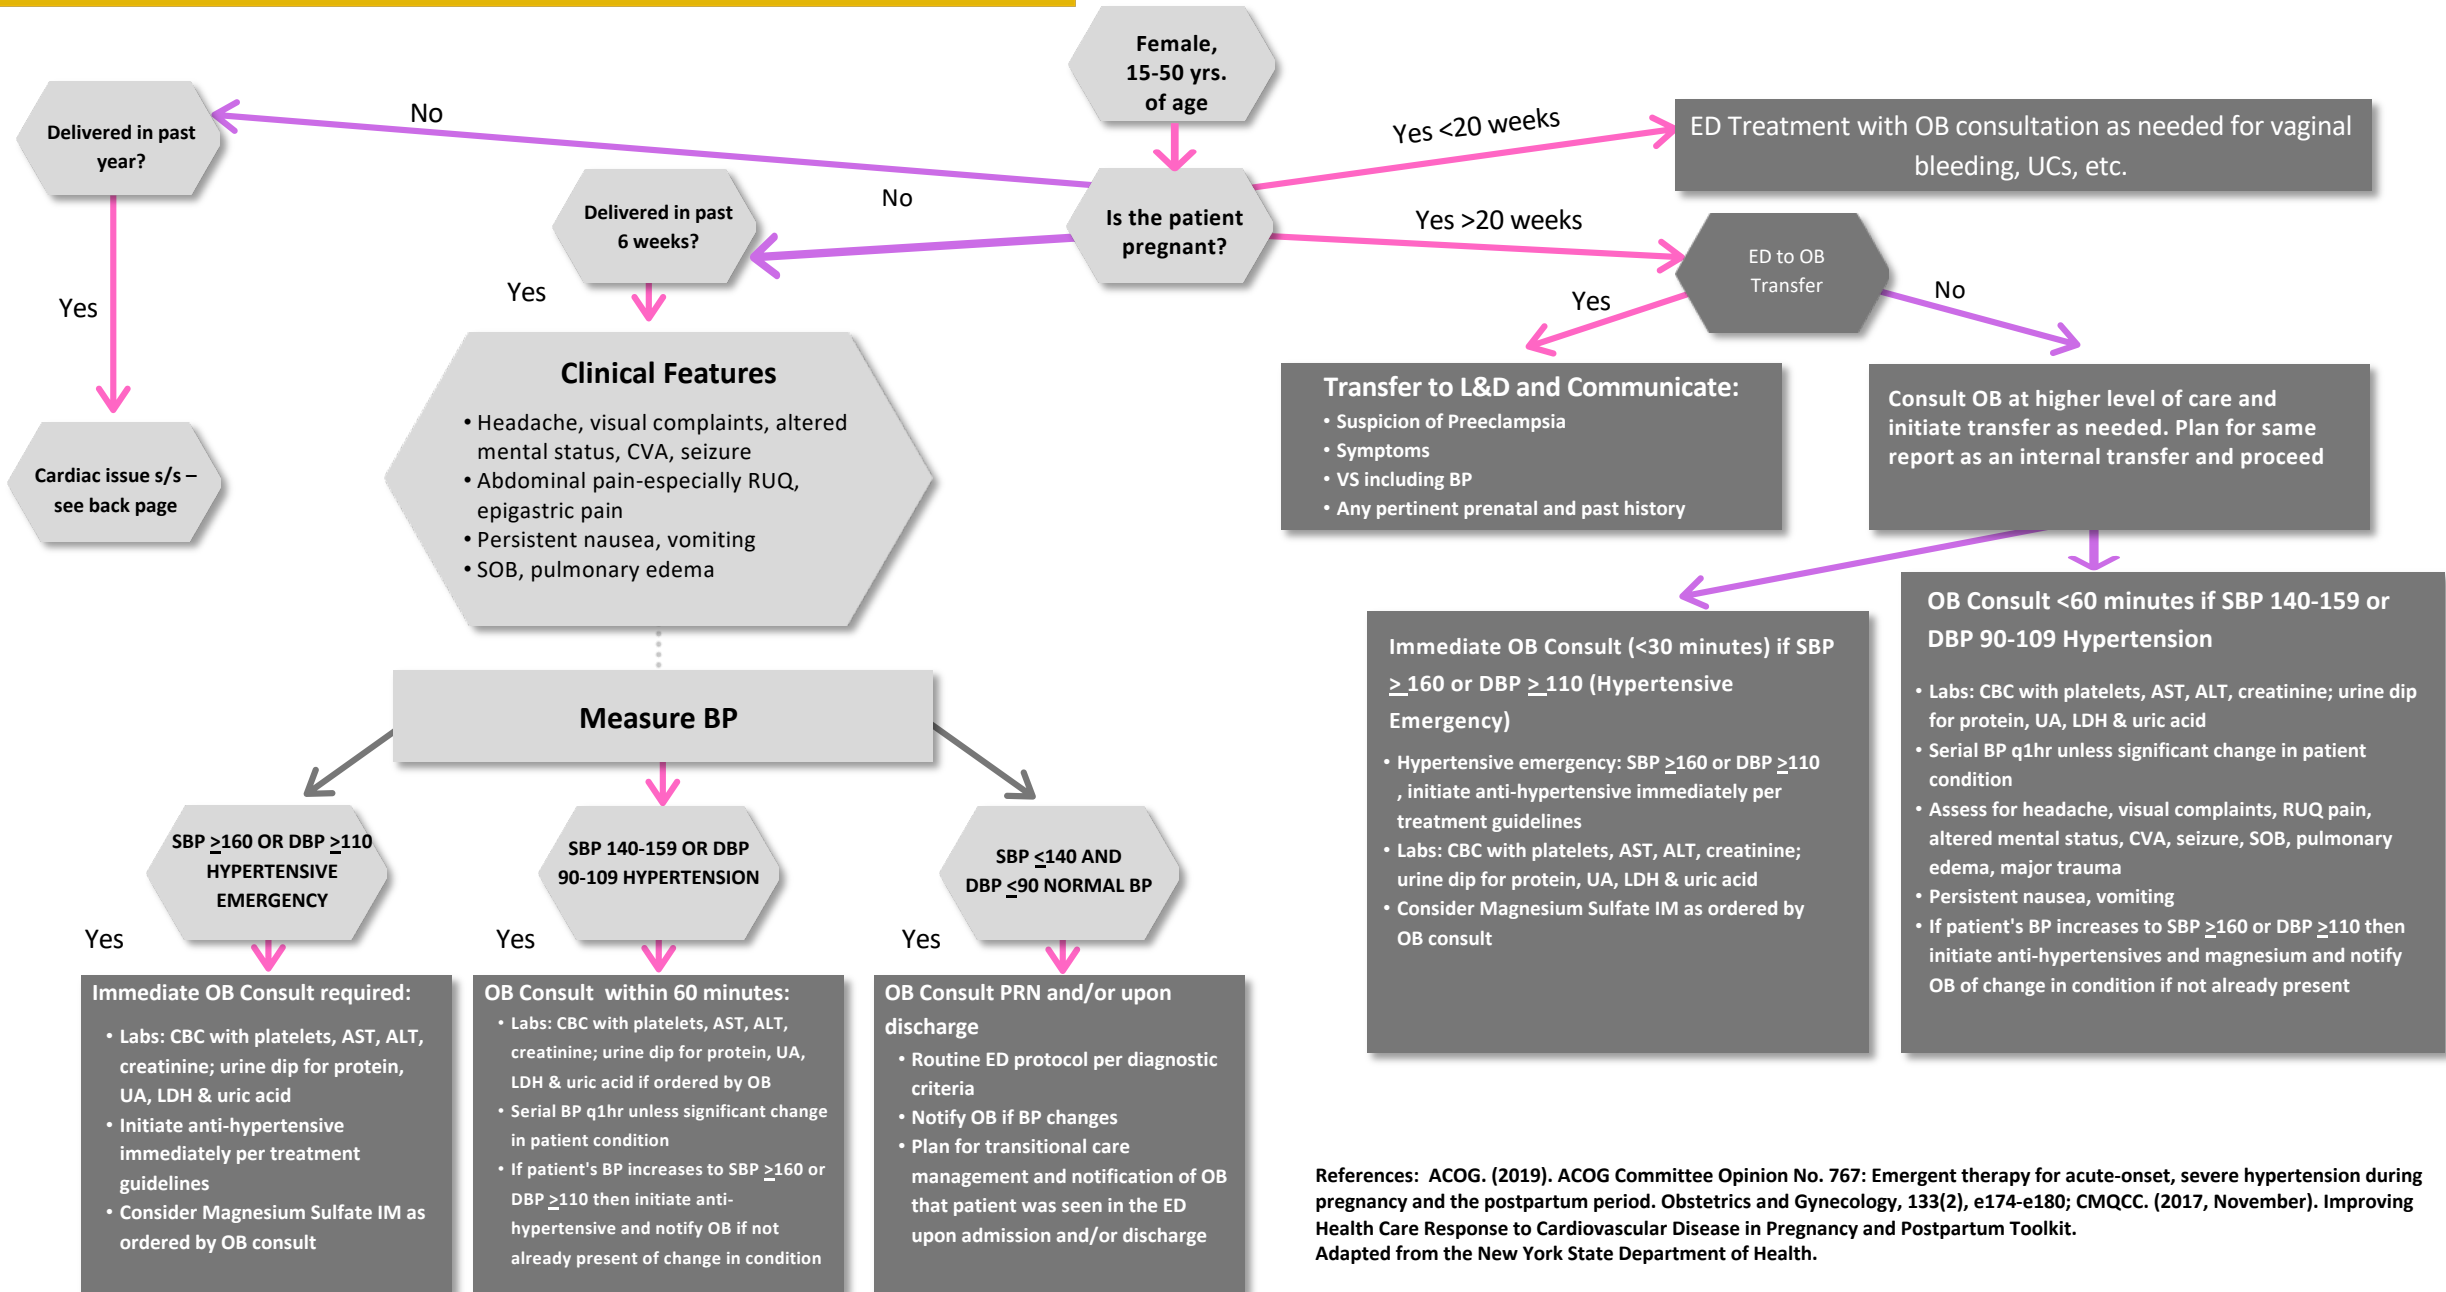 Female,
15-50 yrs.
of age
No
Yes <20 weeks
ED Treatment with OB consultation as needed for vaginal
bleeding, UCs, etc.
Delivered in past
year?
Delivered in past
6 weeks?
No
Is the patient
pregnant?
Yes >20 weeks
ED to OB
Transfer
Yes
Yes
Yes
No
Cardiac issue s/s –
see back page
Clinical Features
• Headache, visual complaints, altered
mental status, CVA, seizure
• Abdominal pain-especially RUQ,
epigastric pain
• Persistent nausea, vomiting
• SOB, pulmonary edema
Transfer to L&D and Communicate:
• Suspicion of Preeclampsia
• Symptoms
• VS including BP
• Any pertinent prenatal and past history
Consult OB at higher level of care and
initiate transfer as needed. Plan for same
report as an internal transfer and proceed
Measure BP
SBP ≥160 OR DBP ≥110
HYPERTENSIVE
EMERGENCY
SBP 140-159 OR DBP
90-109 HYPERTENSION
SBP ≤140 AND
DBP ≤90 NORMAL BP
Yes
Yes
Yes
Immediate OB Consult required:
• Labs: CBC with platelets, AST, ALT,
creatinine; urine dip for protein,
UA, LDH & uric acid
• Initiate anti-hypertensive
immediately per treatment
guidelines
• Consider Magnesium Sulfate IM as
ordered by OB consult
OB Consult within 60 minutes:
• Labs: CBC with platelets, AST, ALT,
creatinine; urine dip for protein, UA,
LDH & uric acid if ordered by OB
• Serial BP q1hr unless significant change
in patient condition
• If patient's BP increases to SBP ≥160 or
DBP ≥110 then initiate anti-
hypertensive and notify OB if not
already present of change in condition
OB Consult PRN and/or upon
discharge
• Routine ED protocol per diagnostic
criteria
• Notify OB if BP changes
• Plan for transitional care
management and notification of OB
that patient was seen in the ED
upon admission and/or discharge
Immediate OB Consult (<30 minutes) if SBP
≥ 160 or DBP ≥ 110 (Hypertensive
Emergency)
• Hypertensive emergency: SBP ≥160 or DBP ≥110
, initiate anti-hypertensive immediately per
treatment guidelines
• Labs: CBC with platelets, AST, ALT, creatinine;
urine dip for protein, UA, LDH & uric acid
• Consider Magnesium Sulfate IM as ordered by
OB consult
OB Consult <60 minutes if SBP 140-159 or
DBP 90-109 Hypertension
• Labs: CBC with platelets, AST, ALT, creatinine; urine dip
for protein, UA, LDH & uric acid
• Serial BP q1hr unless significant change in patient
condition
• Assess for headache, visual complaints, RUQ pain,
altered mental status, CVA, seizure, SOB, pulmonary
edema, major trauma
• Persistent nausea, vomiting
• If patient's BP increases to SBP ≥160 or DBP ≥110 then
initiate anti-hypertensives and magnesium and notify
OB of change in condition if not already present
References: ACOG. (2019). ACOG Committee Opinion No. 767: Emergent therapy for acute-onset, severe hypertension during
pregnancy and the postpartum period. Obstetrics and Gynecology, 133(2), e174-e180; CMQCC. (2017, November). Improving
Health Care Response to Cardiovascular Disease in Pregnancy and Postpartum Toolkit.
Adapted from the New York State Department of Health.